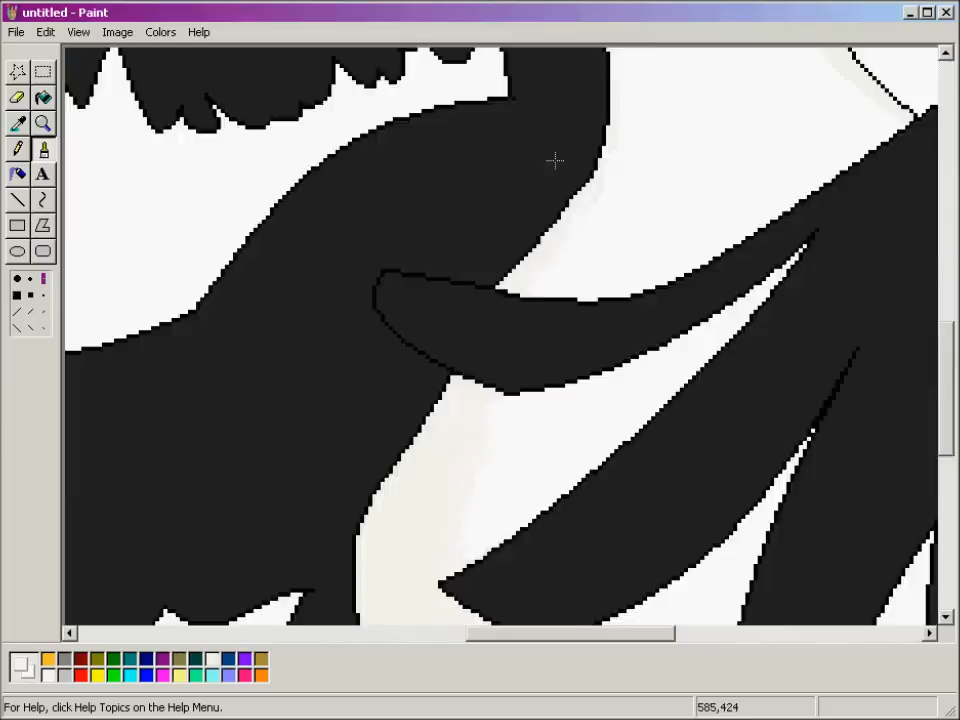 untitled - Paint
File Edit View Image Colors Help
A
For Help, click Help Topics on the Help Menu. 585,424